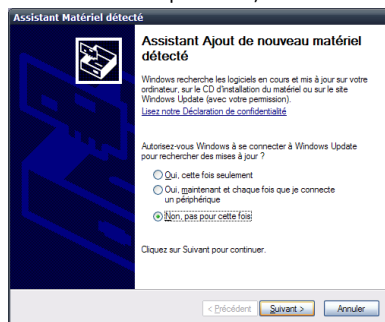 Assistant Matériel détecté
Assistant Ajout de nouveau matériel
détecté
Windows recherche les logiciels en cours et mis à jour sur votre
ordinateur, sur le CD d'installation du matériel ou sur le site
Windows Update (avec votre permission).
Lisez notre Déclaration de confidentialité
Autorisez-vous Windows à se connecter à Windows Update
pour rechercher des mises à jour ?
Oui, cette fois seulement
Oui, maintenant et chaque fois que je connecte
un périphérique
Non, pas pour cette fois
Cliquez sur Suivant pour continuer.
< Précédent Suivant > Annuler